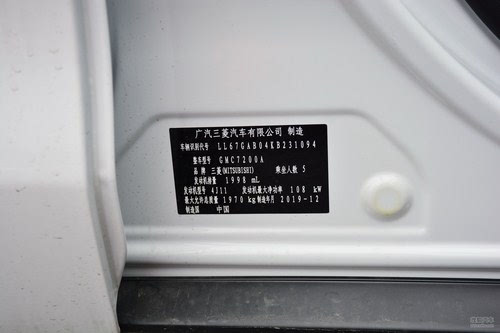 广汽三菱汽车有限公司 制造
车辆识别代号 LL67GAB04KB231094
整车型号 GMC7200A
品 牌 三菱(MITSUBISHI) 乘坐人数 5
发动机排量 1998 mL
发动机型号 4J11 发动机最大净功率 108 kW
最大允许总质量 1970 kg 制造年月 2019-12
制造国 中国